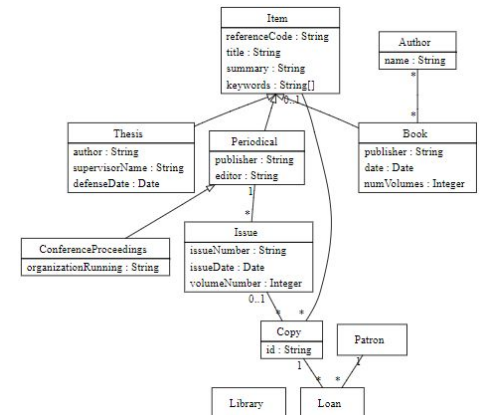 Item
referenceCode : String
title : String
summary : String
keywords : String[]
Author
name : String
*
0..1
*
Thesis
author : String
supervisorName : String
defenseDate : Date
Periodical
publisher : String
editor : String
Book
publisher : String
date : Date
numVolumes : Integer
1
*
ConferenceProceedings
organizationRunning : String
Issue
issueNumber : String
issueDate : Date
volumeNumber : Integer
0..1
*
*
Copy
id : String
Patron
1
1
*
*
Library
Loan